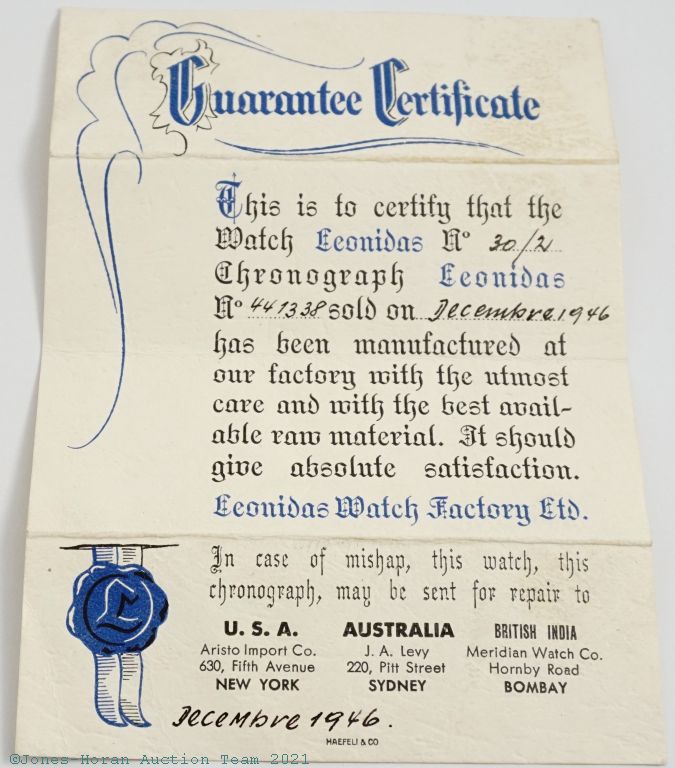 Guarantee Certificate
This is to certify that the
Watch Leonidas Nº 30/2
Chronograph Leonidas
Nº 441338 sold on Decembre 1946
has been manufactured at
our factory with the utmost
care and with the best avail-
able raw material. It should
give absolute satisfaction.
Leonidas Watch Factory Ltd.
In case of mishap, this watch, this
chronograph, may be sent for repair to
U. S. A. AUSTRALIA BRITISH INDIA
Aristo Import Co. J. A. Levy Meridian Watch Co.
630, Fifth Avenue 220, Pitt Street Hornby Road
NEW YORK SYDNEY BOMBAY
L
Decembre 1946.
HAEFELI & CO
©Jones-Horan Auction Team 2021